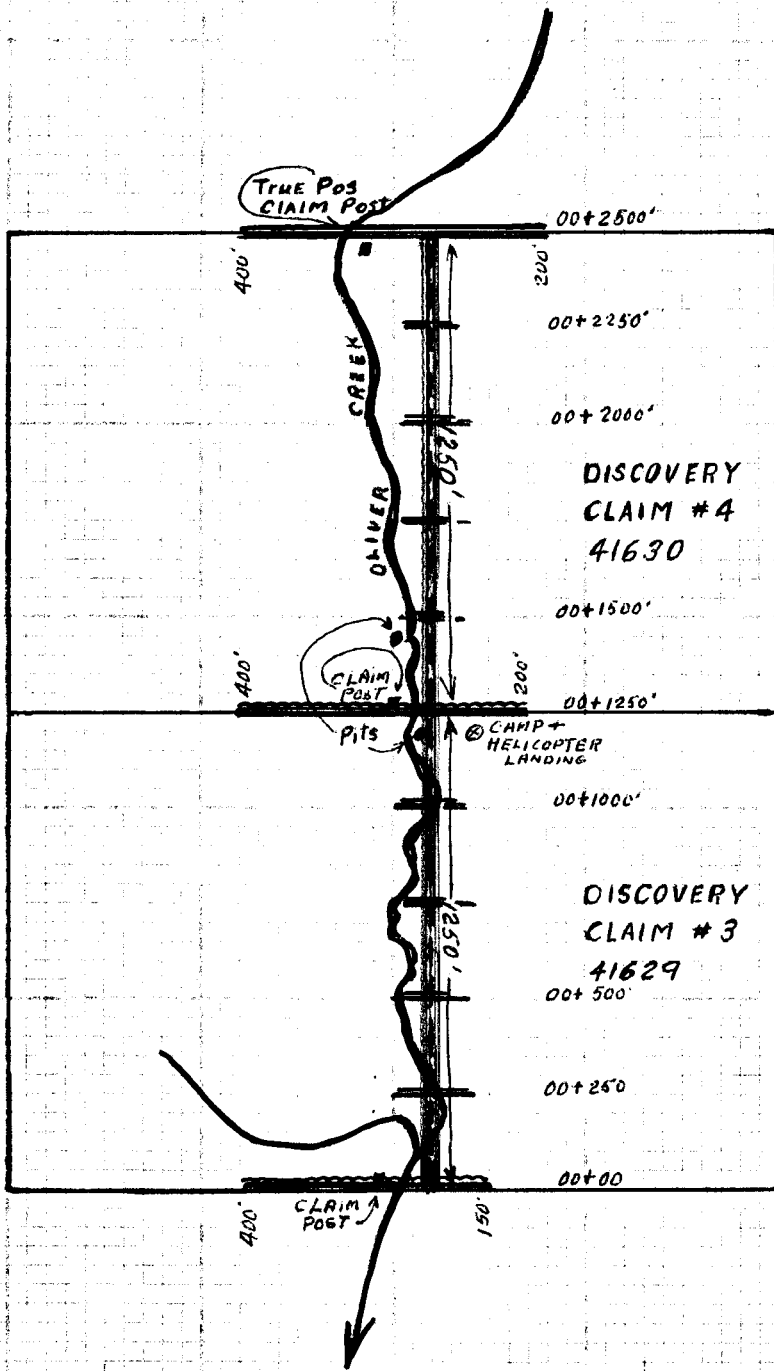 TRUE POS
CLAIM POST
00+2500'
400'
200'
00+2250'
CREEK
00+2000'
1250'
DISCOVERY
CLAIM #4
41630
OLIVER
00+1500'
400'
CLAIM
POST
200'
00+1250'
Pits
CAMP +
HELICOPTER
LANDING
00+1000'
DISCOVERY
CLAIM #3
41629
1250'
00+500
00+250
00+00
400'
CLAIM
POST
150'